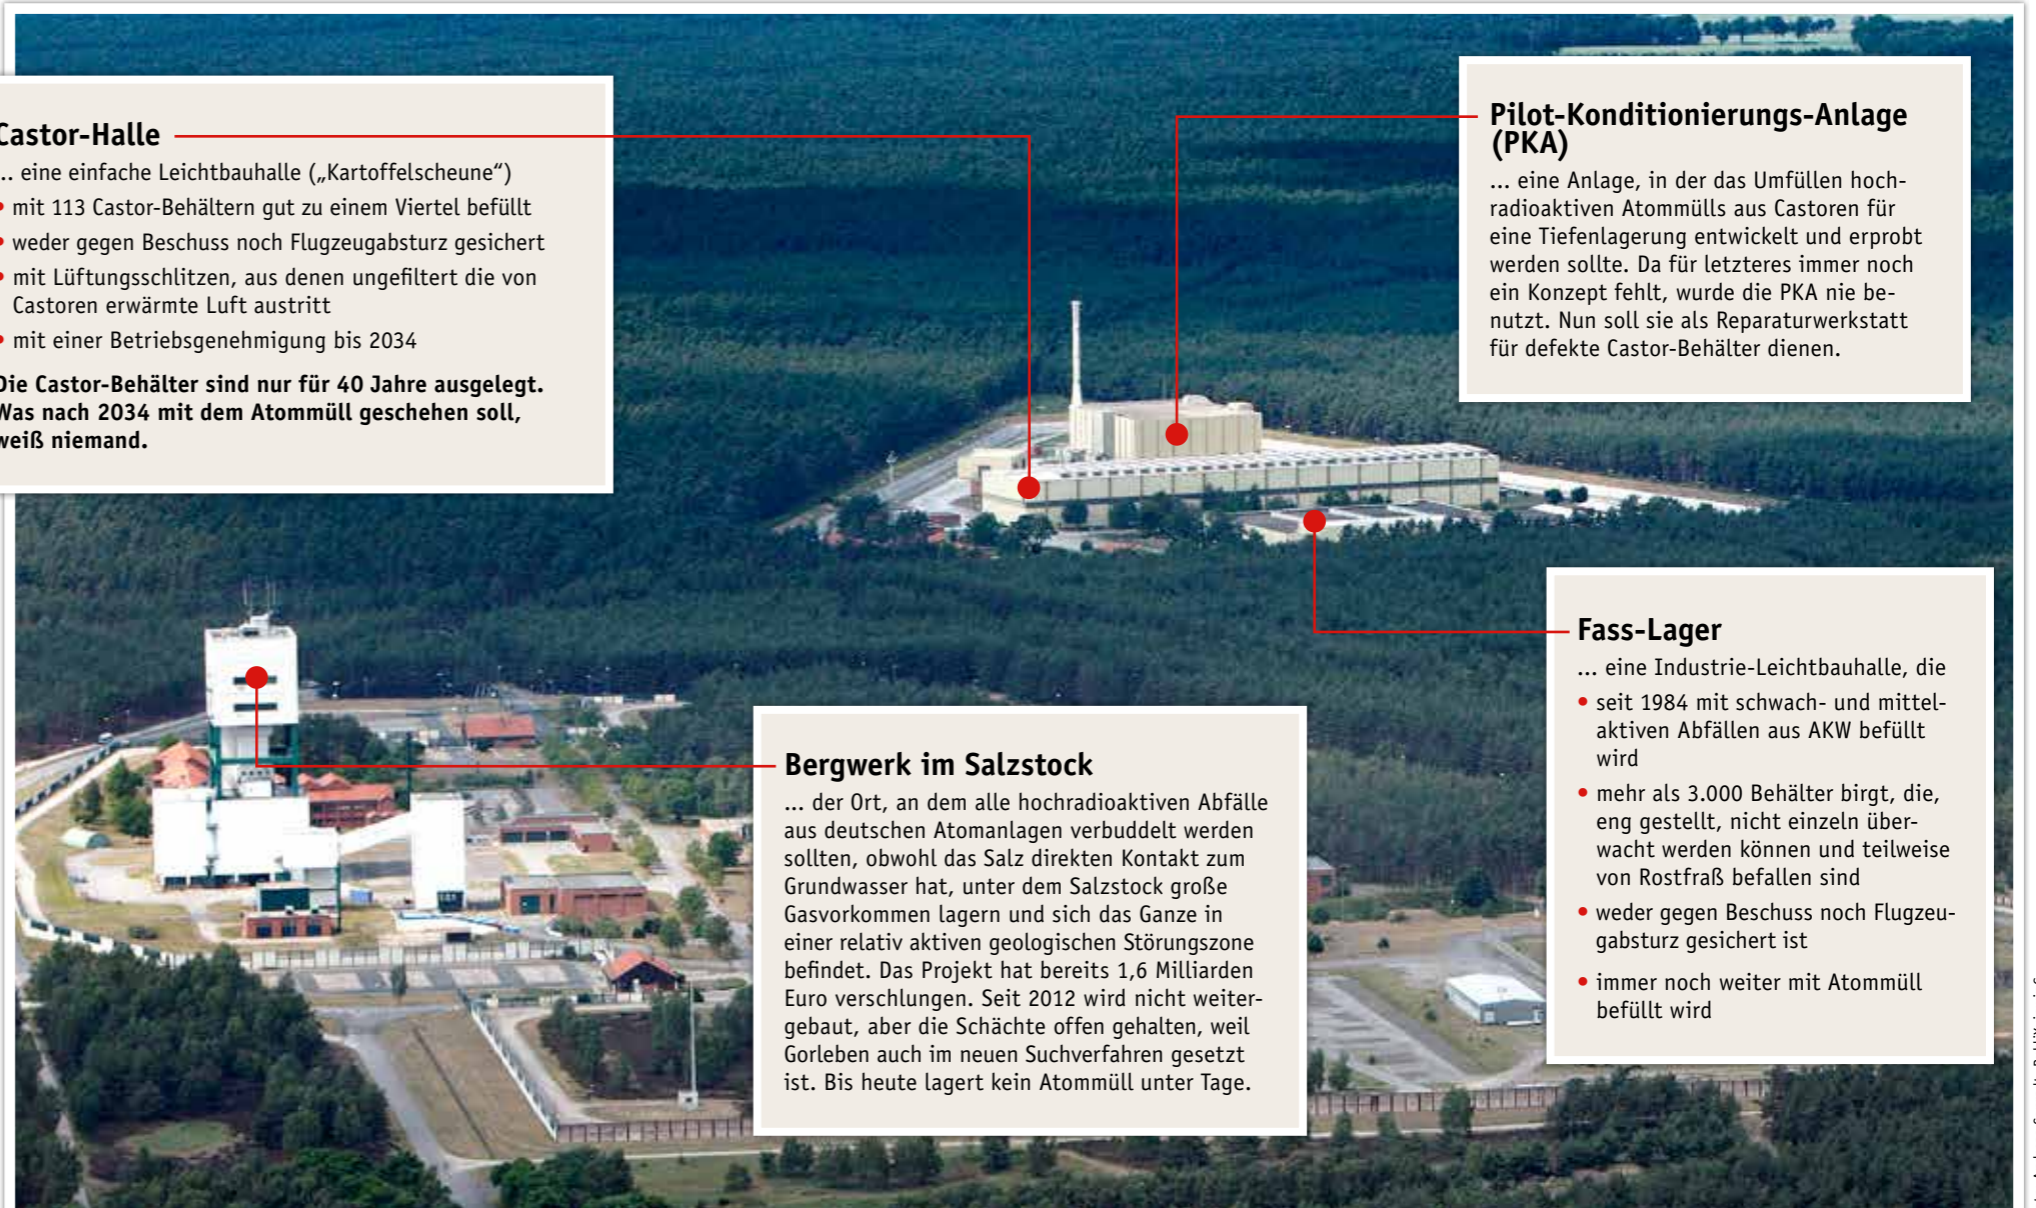 Castor-Halle
... eine einfache Leichtbauhalle („Kartoffelscheune“)
• mit 113 Castor-Behältern gut zu einem Viertel befüllt
• weder gegen Beschuss noch Flugzeugabsturz gesichert
• mit Lüftungsschlitzen, aus denen ungefiltert die von
Castoren erwärmte Luft austritt
• mit einer Betriebsgenehmigung bis 2034
Die Castor-Behälter sind nur für 40 Jahre ausgelegt.
Was nach 2034 mit dem Atommüll geschehen soll,
weiß niemand.
Pilot-Konditionierungs-Anlage
(PKA)
... eine Anlage, in der das Umfüllen hoch-
radioaktiven Atommülls aus Castoren für
eine Tiefenlagerung entwickelt und erprobt
werden sollte. Da für letzteres immer noch
ein Konzept fehlt, wurde die PKA nie be-
nutzt. Nun soll sie als Reparaturwerkstatt
für defekte Castor-Behälter dienen.
Bergwerk im Salzstock
... der Ort, an dem alle hochradioaktiven Abfälle
aus deutschen Atomanlagen verbuddelt werden
sollten, obwohl das Salz direkten Kontakt zum
Grundwasser hat, unter dem Salzstock große
Gasvorkommen lagern und sich das Ganze in
einer relativ aktiven geologischen Störungszone
befindet. Das Projekt hat bereits 1,6 Milliarden
Euro verschlungen. Seit 2012 wird nicht weiter-
gebaut, aber die Schächte offen gehalten, weil
Gorleben auch im neuen Suchverfahren gesetzt
ist. Bis heute lagert kein Atommüll unter Tage.
Fass-Lager
... eine Industrie-Leichtbauhalle, die
• seit 1984 mit schwach- und mittel-
aktiven Abfällen aus AKW befüllt
wird
• mehr als 3.000 Behälter birgt, die,
eng gestellt, nicht einzeln über-
wacht werden können und teilweise
von Rostfraß befallen sind
• weder gegen Beschuss noch Flugzeu-
gabsturz gesichert ist
• immer noch weiter mit Atommüll
befüllt wird